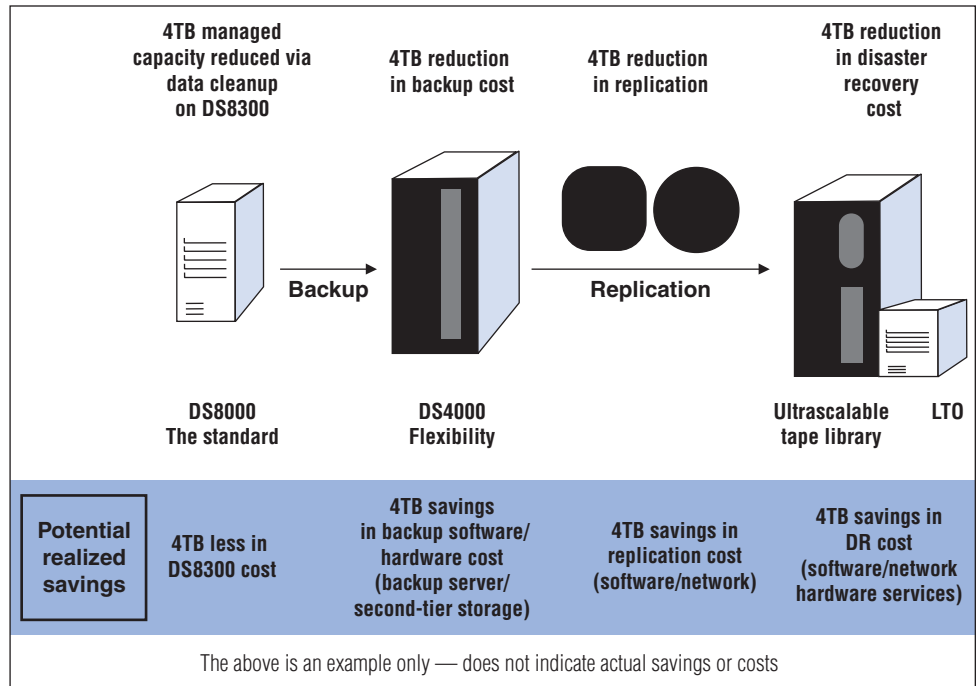 4TB managed
capacity reduced via
data cleanup
on DS8300
4TB reduction
in backup cost
4TB reduction
in replication
4TB reduction
in disaster
recovery
cost
Backup
Replication
DS8000
The standard
DS4000
Flexibility
Ultrascalable
tape library
LTO
Potential
realized
savings
4TB less in
DS8300 cost
4TB savings
in backup software/
hardware cost
(backup server/
second-tier storage)
4TB savings in
replication cost
(software/network)
4TB savings in
DR cost
(software/network
hardware services)
The above is an example only — does not indicate actual savings or costs